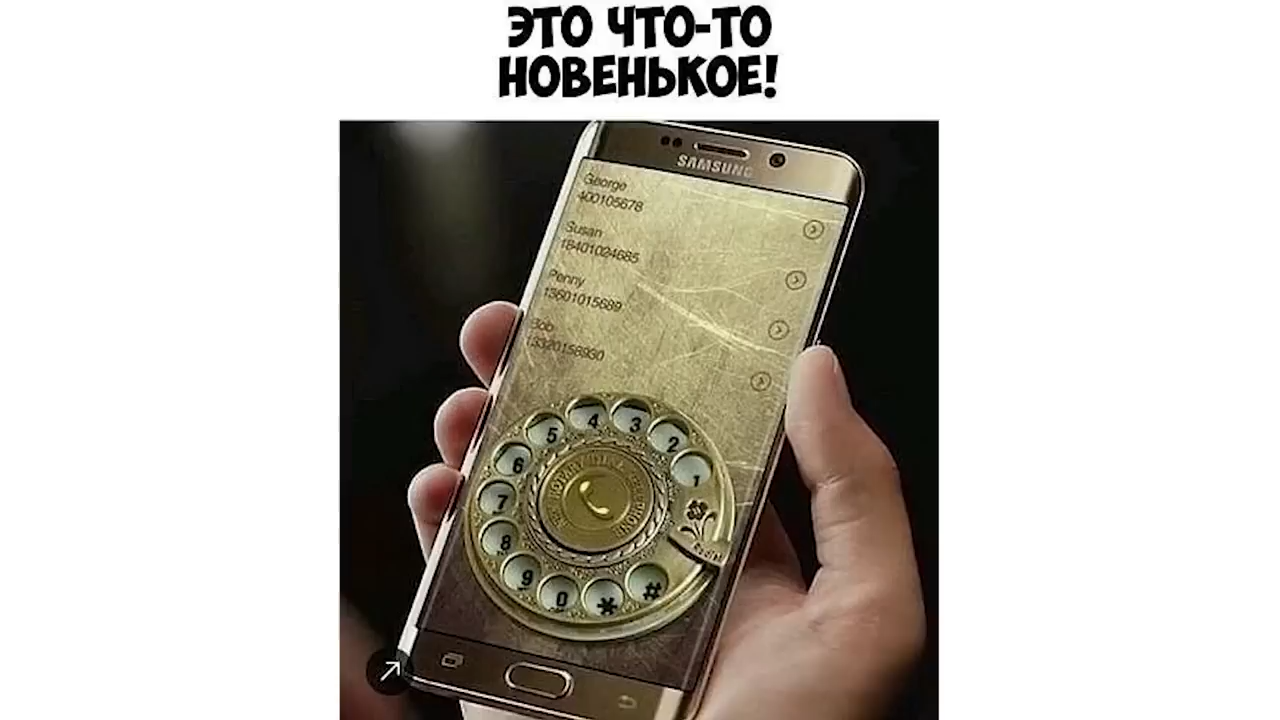 ЭТО ЧТО-ТО
НОВЕНЬКОЕ!
SAMSUNG
George
400105678
Susan
18401024685
Penny
13601015689
Bob
13320158930
4
3
5
2
6
1
7
8
9
0
*
#